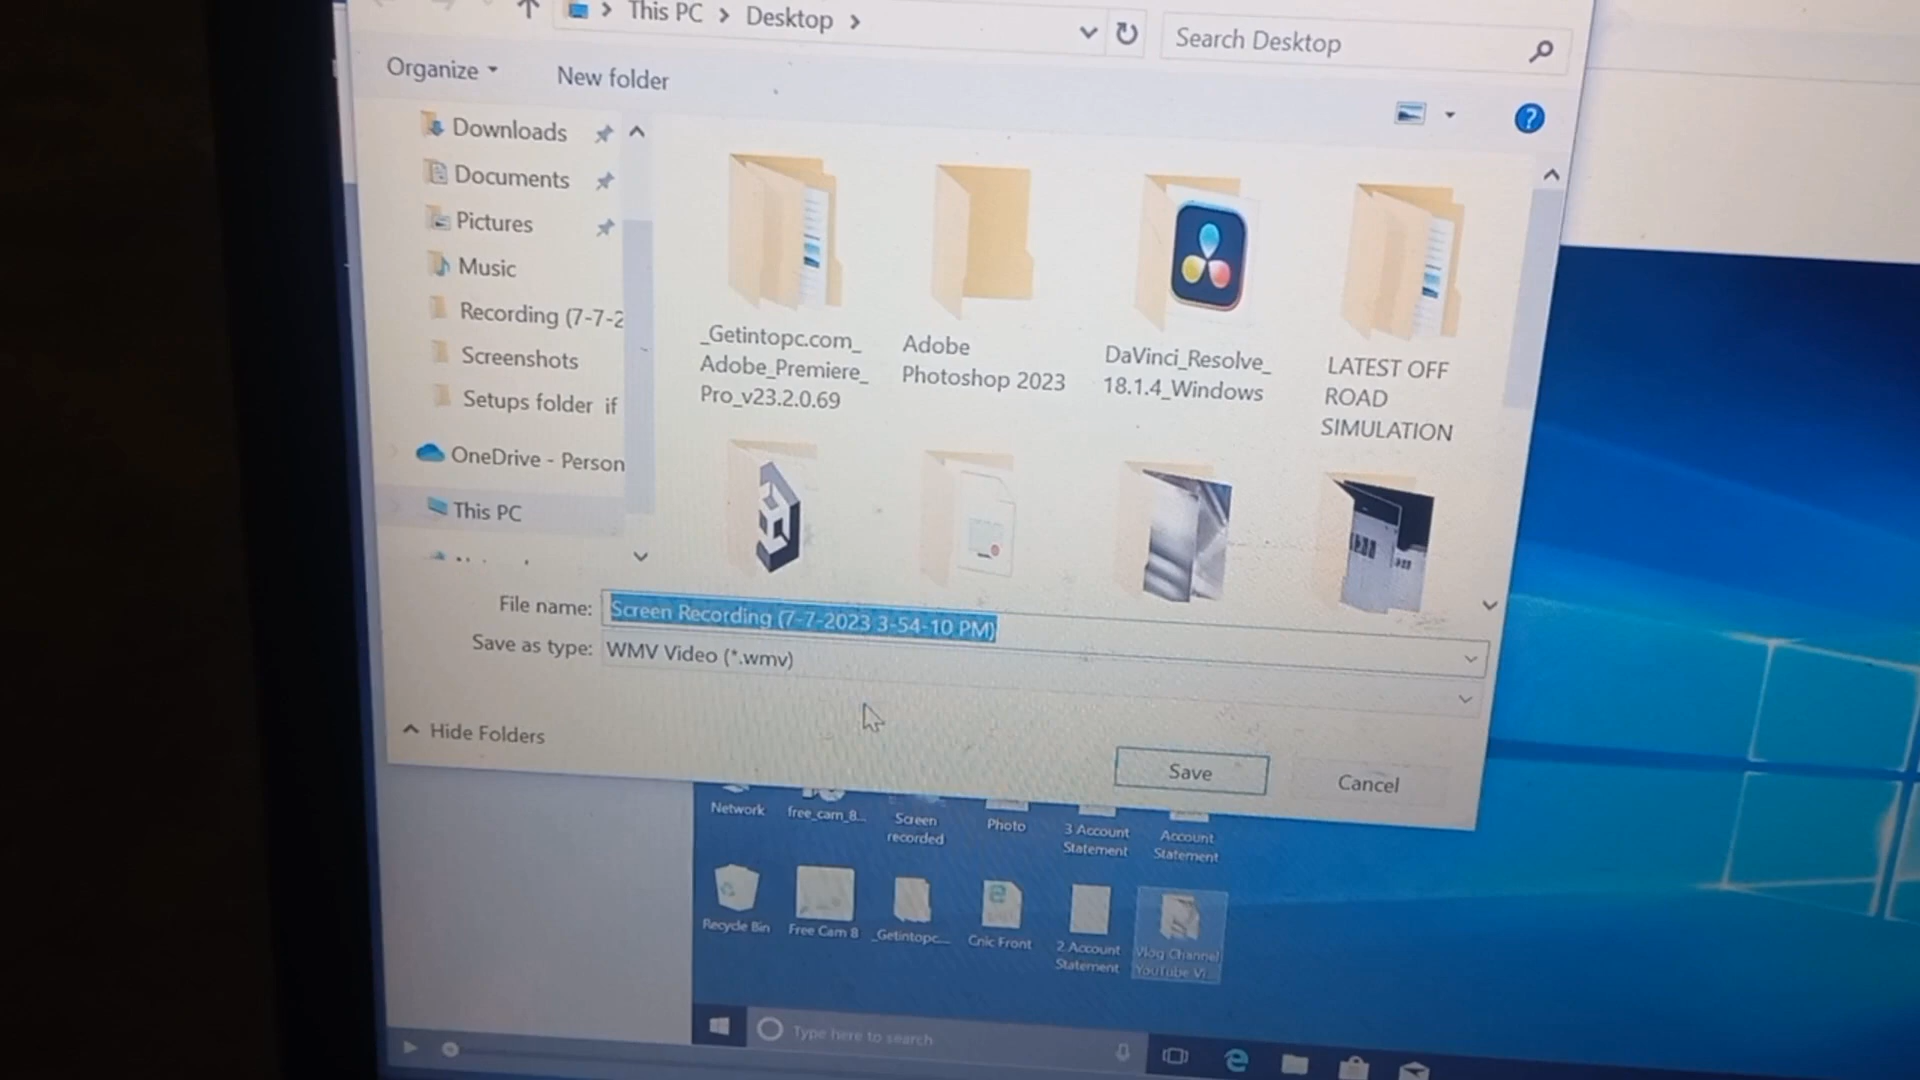 This PC > Desktop >
Search Desktop
Organize
New folder
Downloads
Documents
Pictures
Music
Recording (7-7-2
Screenshots
Setups folder if
OneDrive - Person
This PC
_Getintopc.com_
Adobe_Premiere_
Pro_v23.2.0.69
Adobe
Photoshop 2023
DaVinci_Resolve_
18.1.4_Windows
LATEST OFF
ROAD
SIMULATION
File name: Screen Recording (7-7-2023 3-54-10 PM)
Save as type: WMV Video (*.wmv)
Hide Folders
Save
Cancel
Network
free_cam_8...
Screen
recorded
Photo
3 Account
Statement
Account
Statement
Recycle Bin
Free Cam 8
_Getintopc....
Cnic Front
2 Account
Statement
Vlog Channel
YouTube Vi...
Type here to search